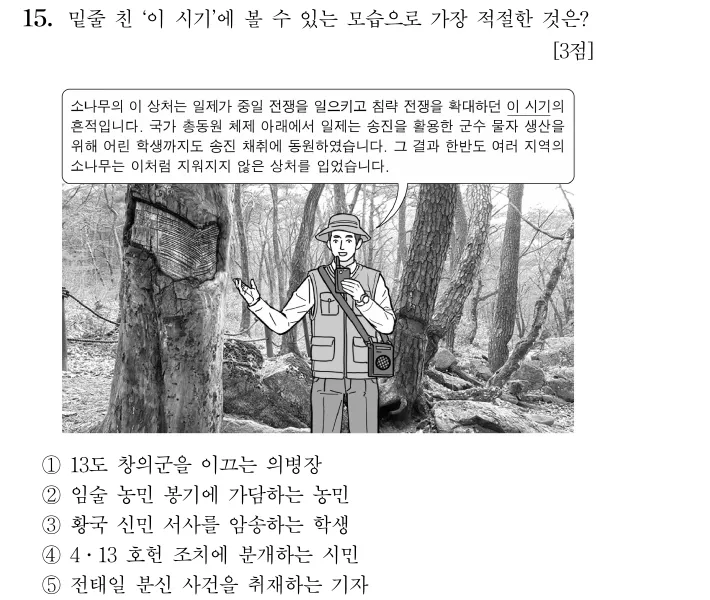 15. 밑줄 친 ‘이 시기’에 볼 수 있는 모습으로 가장 적절한 것은?
[3점]
소나무의 이 상처는 일제가 중일 전쟁을 일으키고 침략 전쟁을 확대하던 이 시기의
흔적입니다. 국가 총동원 체제 아래에서 일제는 송진을 활용한 군수 물자 생산을
위해 어린 학생까지도 송진 채취에 동원하였습니다. 그 결과 한반도 여러 지역의
소나무는 이처럼 지워지지 않은 상처를 입었습니다.
① 13도 창의군을 이끄는 의병장
② 임술 농민 봉기에 가담하는 농민
③ 황국 신민 서사를 암송하는 학생
④ 4·13 호헌 조치에 분개하는 시민
⑤ 전태일 분신 사건을 취재하는 기자